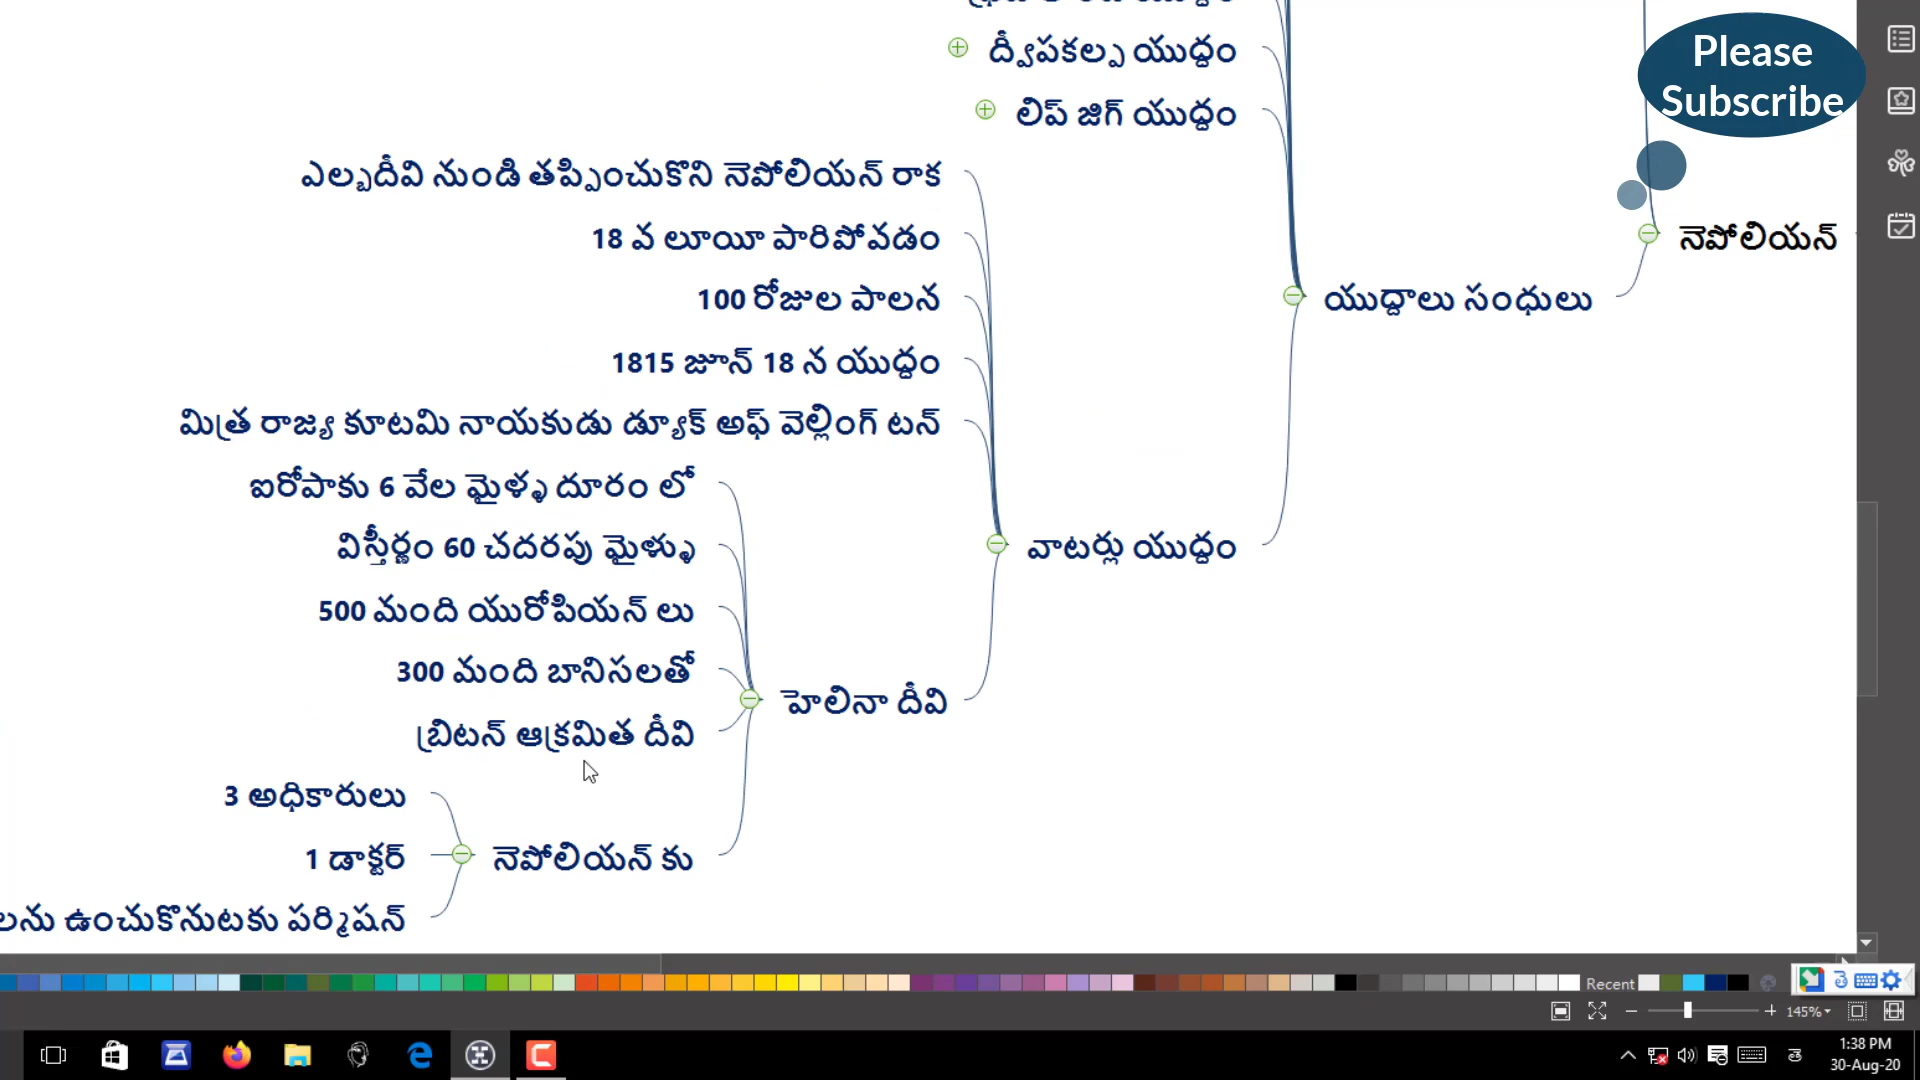 Please
Subscribe
ద్వీపకల్ప యుద్ధం
లిప్ జిగ్ యుద్ధం
ఎల్బదీవి నుండి తప్పించుకొని నెపోలియన్ రాక
18 వ లూయీ పారిపోవడం
100 రోజుల పాలన
1815 జూన్ 18 న యుద్ధం
మిత్ర రాజ్య కూటమి నాయకుడు డ్యూక్ అఫ్ వెల్లింగ్ టన్
నెపోలియన్
యుద్దాలు సంధులు
వాటర్లు యుద్ధం
ఐరోపాకు 6 వేల మైళ్ళ దూరం లో
విస్తీర్ణం 60 చదరపు మైళ్ళు
500 మంది యురోపియన్ లు
300 మంది బానిసలతో
బ్రిటన్ ఆక్రమిత దీవి
హెలినా దీవి
3 అధికారులు
1 డాక్టర్
నెపోలియన్ కు
లను ఉంచుకొనుటకు పర్మిషన్
Recent
తె
145%
తె
1:38 PM
30-Aug-20